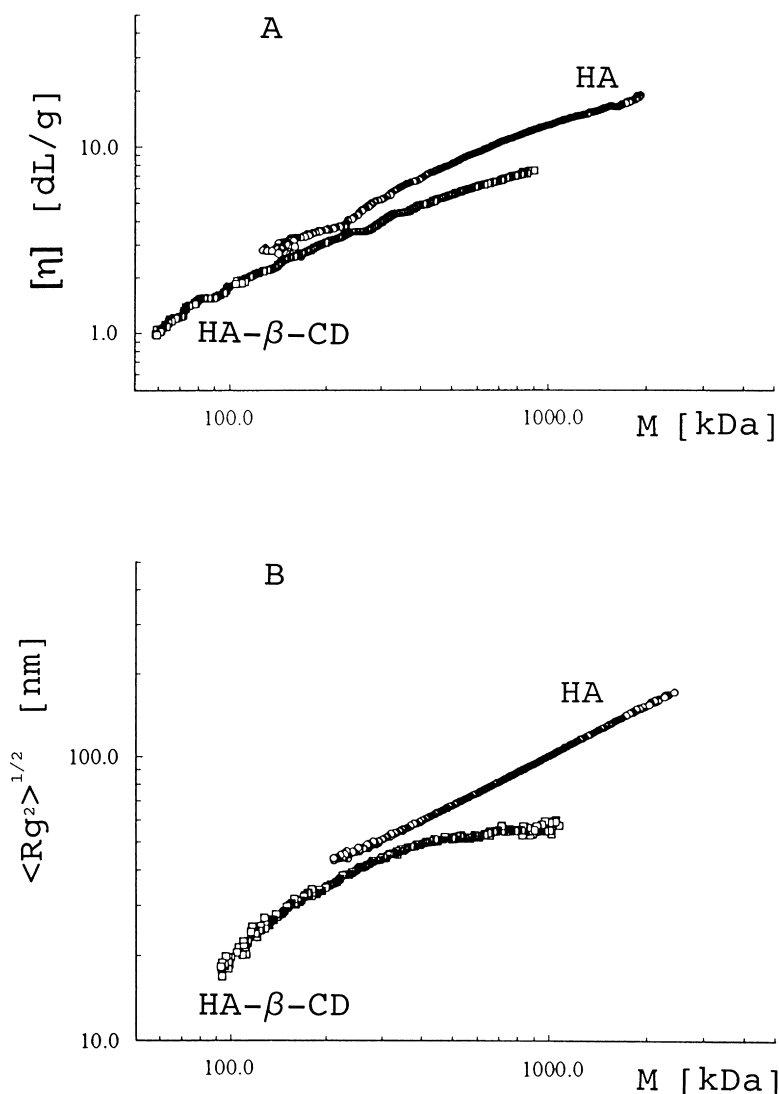 A
HA
[η] [dL/g]
10.0
1.0
HA-β-CD
100.0 1000.0 M [kDa]
B
HA
<Rg²>¹/² [nm]
100.0
10.0
HA-β-CD
100.0 1000.0 M [kDa]